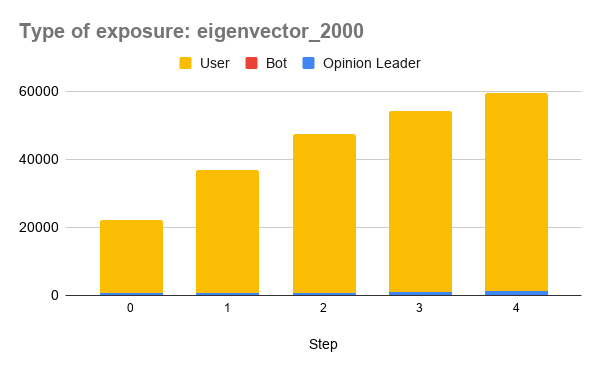 Type of exposure: eigenvector_2000
User Bot Opinion Leader
60000
40000
20000
0
0 1 2 3 4
Step